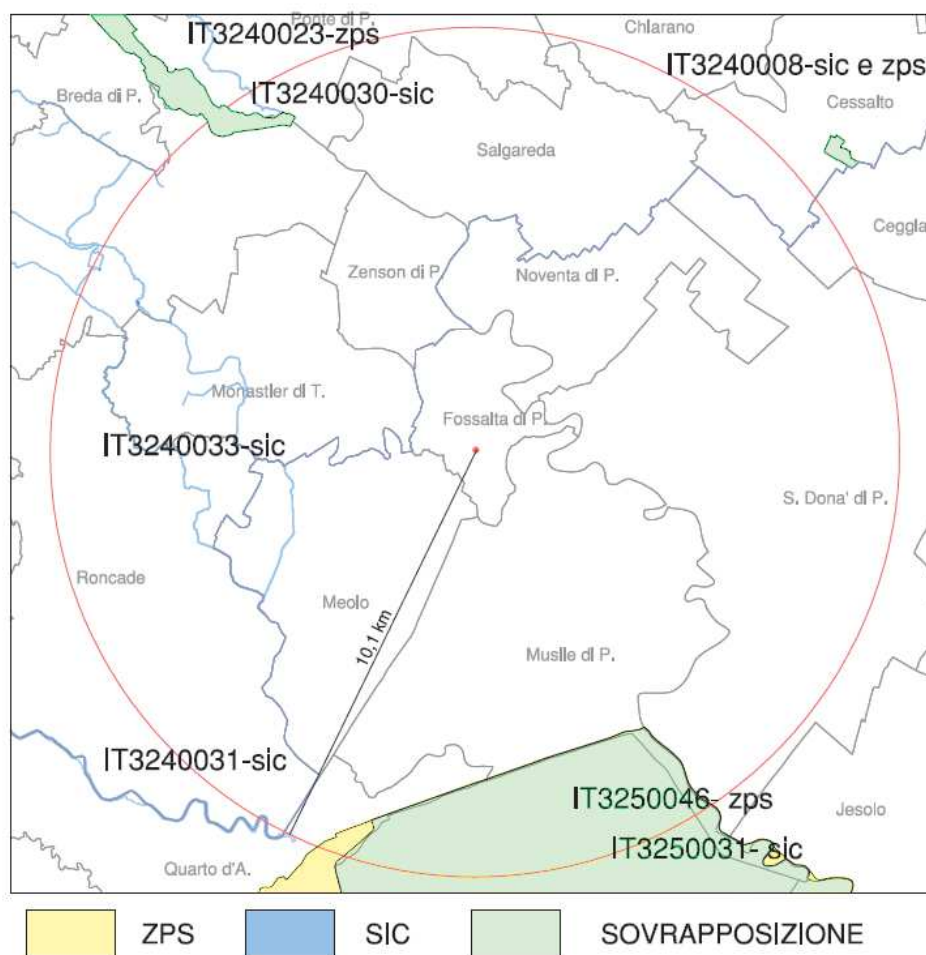 Ponte di P.
IT3240023-zps
Chiarano
IT3240008-sic e zps
IT3240030-sic
Breda di P.
Cessalto
Salgareda
Ceggia
Zenson di P.
Noventa di P.
Monastier di T.
Fossalta di P.
IT3240033-sic
S. Dona' di P.
Roncade
Meolo
10,1 km
Musile di P.
IT3240031-sic
IT3250046- zps
Jesolo
IT3250031- sic
Quarto d'A.
ZPS
SIC
SOVRAPPOSIZIONE